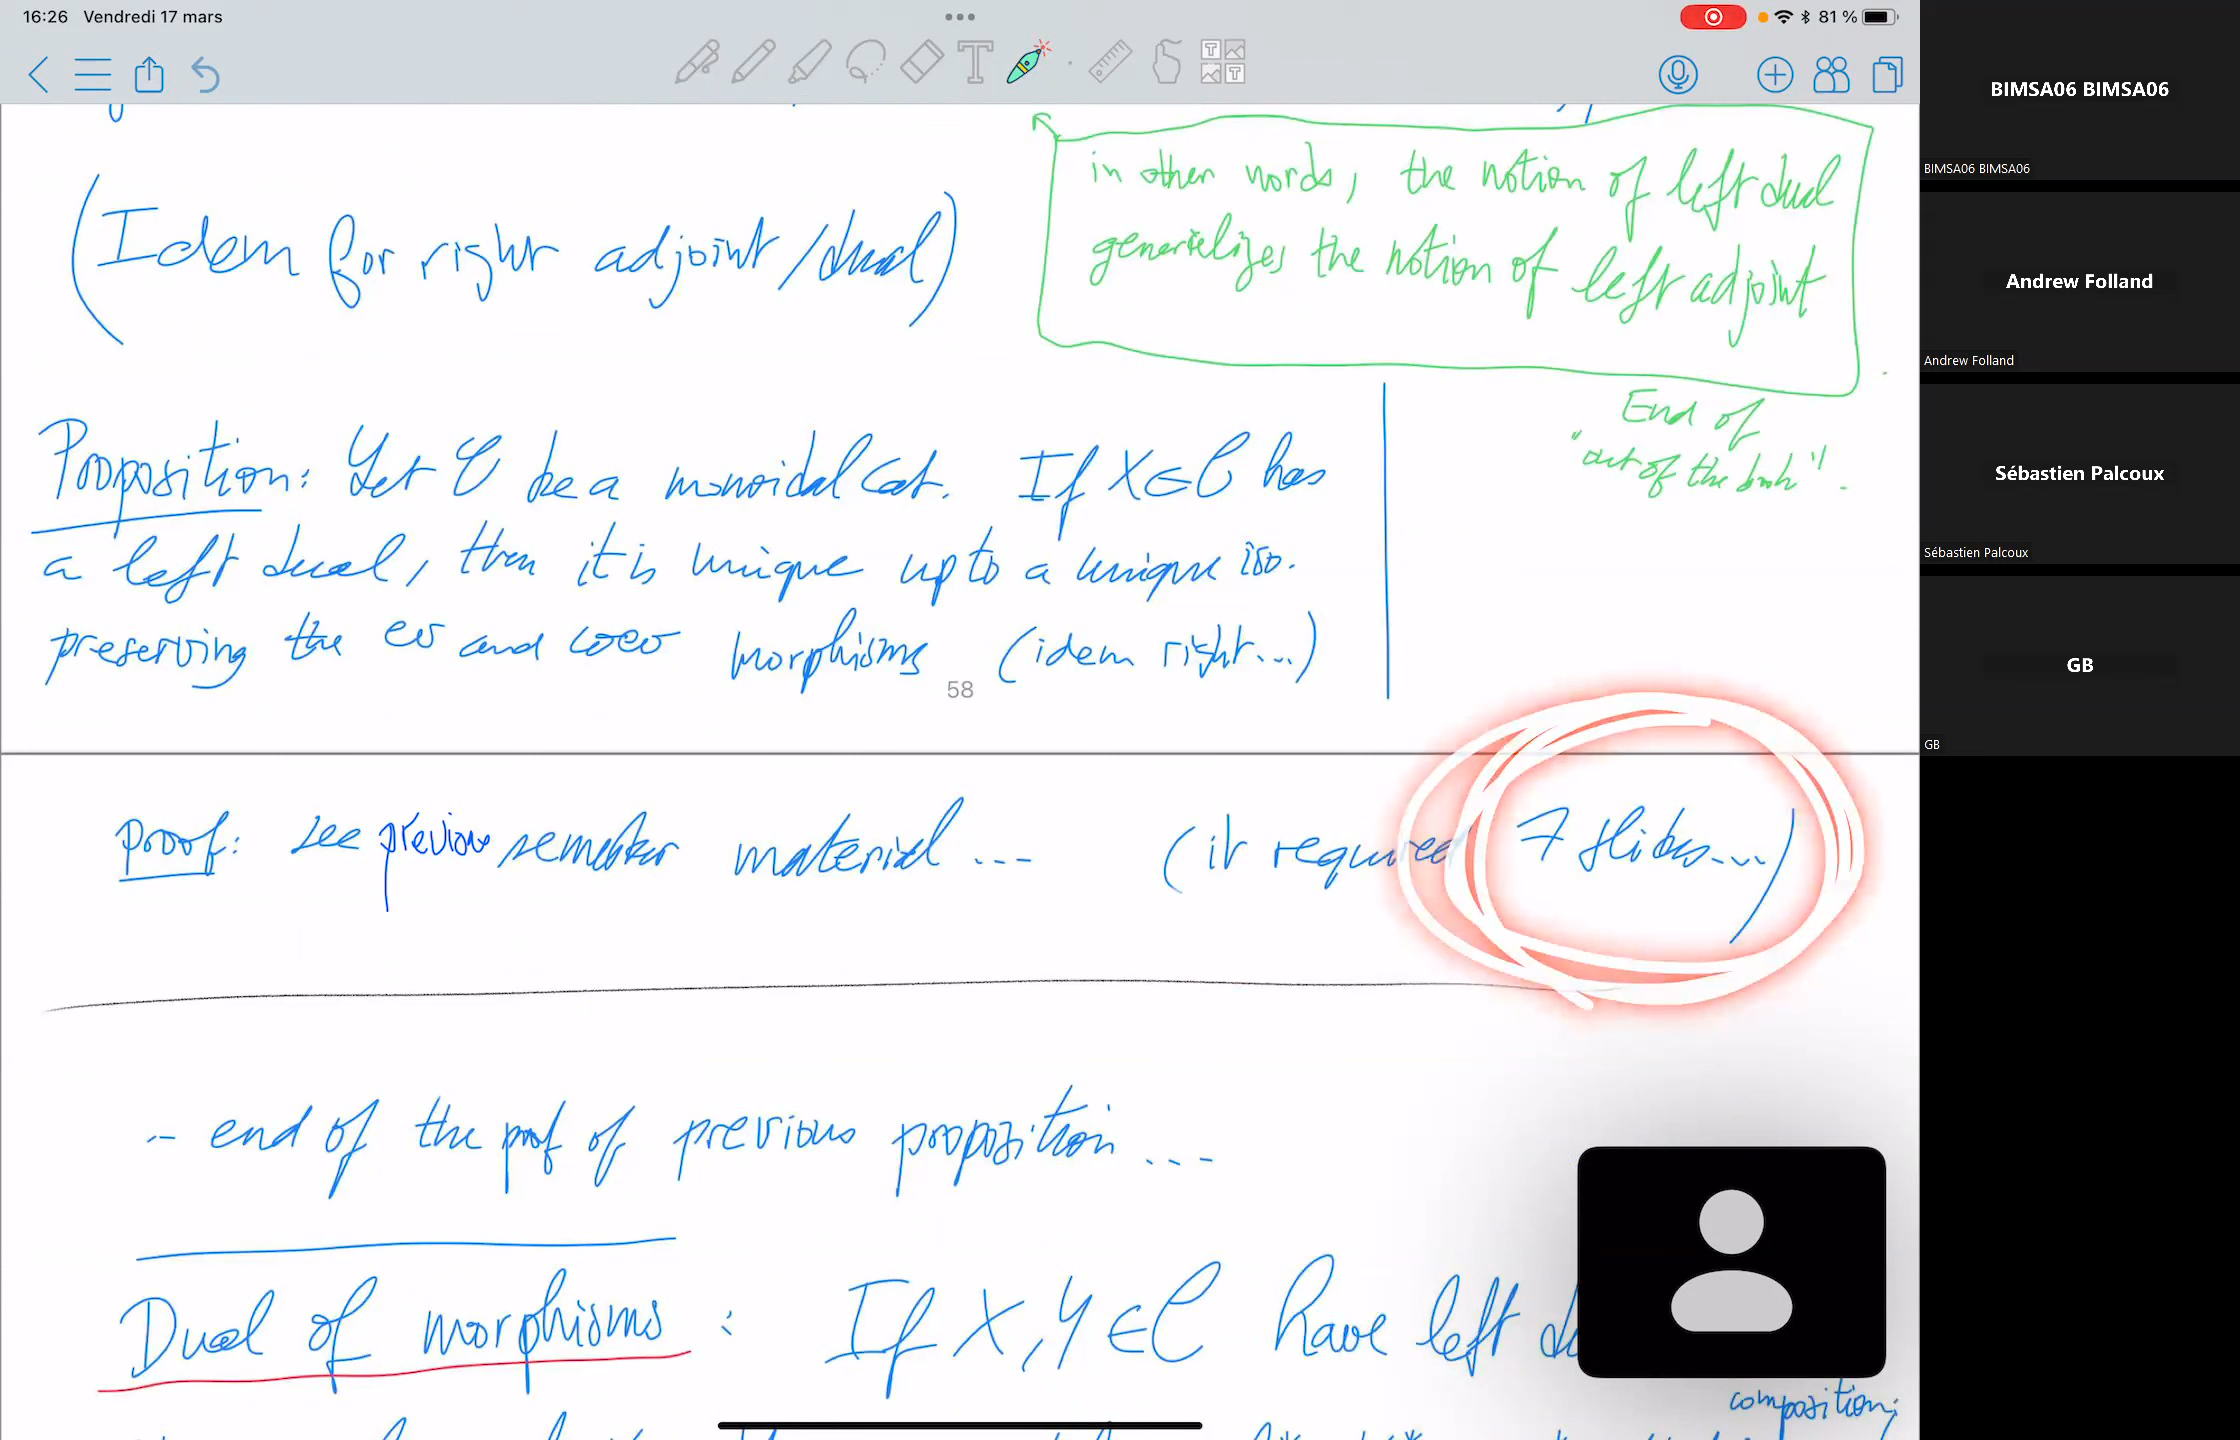 16:26 Vendredi 17 mars
81 %
in other words, the notion of left dual
generalizes the notion of left adjoint
(Idem for right adjoint/dual)
End of
"out of the book".
Proposition: Let C be a monoidal cat. If X ∈ C has
a left dual, then it is unique up to a unique iso.
preserving the ev and coev morphisms (idem right...)
58
Proof: see previous semester material ... (it required 7 slides...)
-- end of the proof of previous proposition ...
Dual of morphisms : If X, Y ∈ C have left
composition,
BIMSA06 BIMSA06
BIMSA06 BIMSA06
Andrew Folland
Andrew Folland
Sébastien Palcoux
Sébastien Palcoux
GB
GB